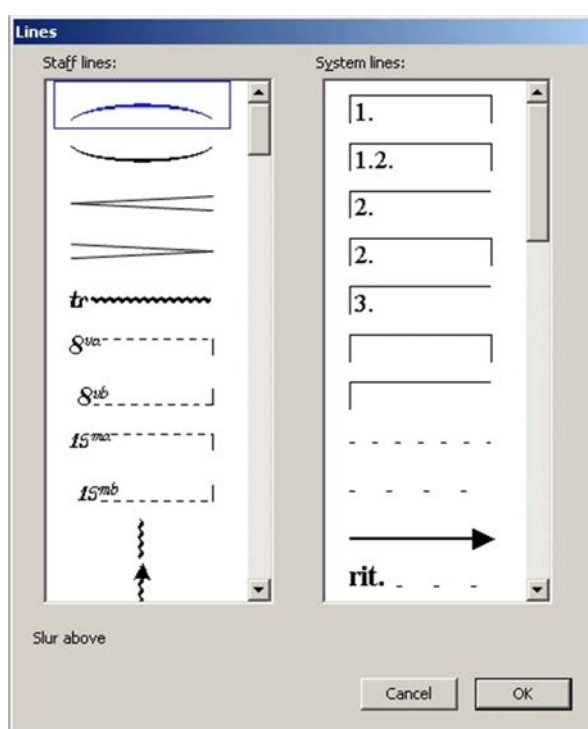 Lines
Staff lines:
System lines:
tr
8va
8vb
15ma
15mb
1.
1.2.
2.
2.
3.
rit.
Slur above
Cancel
OK